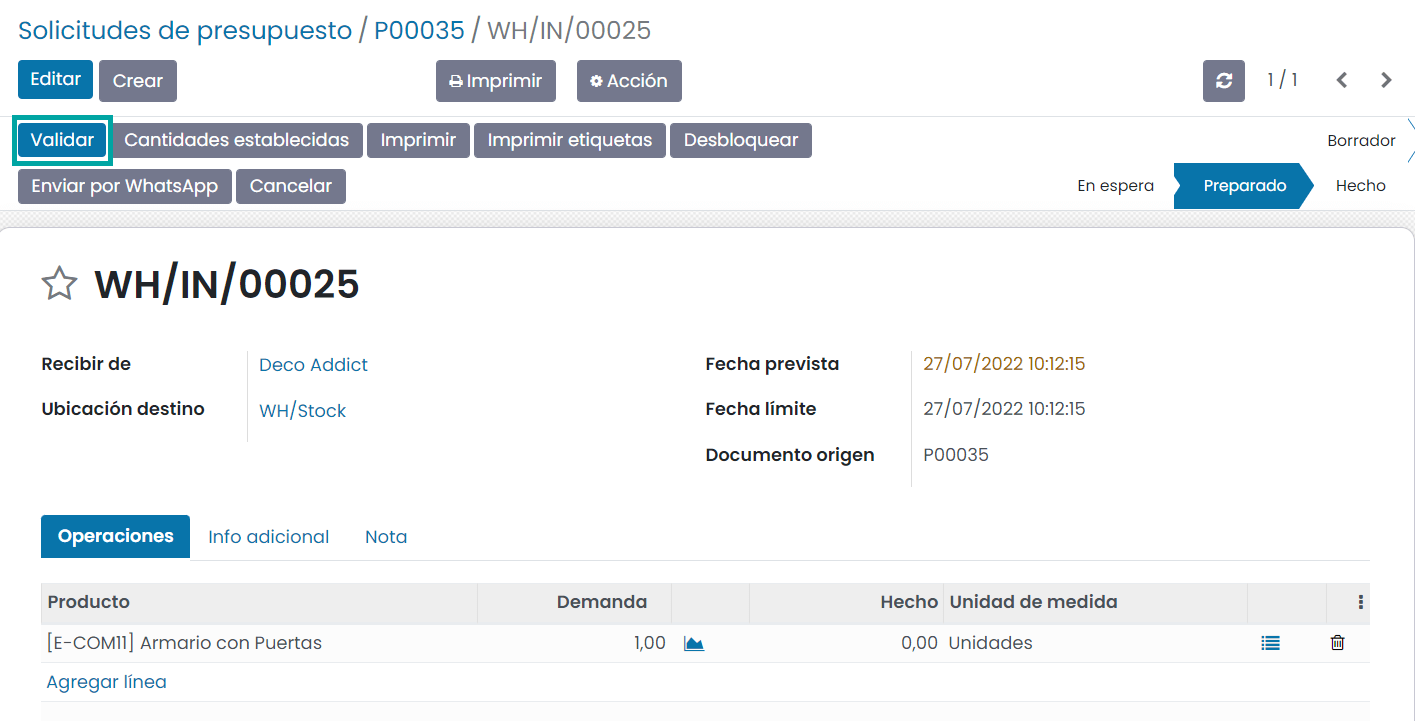 Solicitudes de presupuesto / P00035 / WH/IN/00025
Editar Crear Imprimir Acción 1 / 1
Validar Cantidades establecidas Imprimir Imprimir etiquetas Desbloquear Borrador
Enviar por WhatsApp Cancelar En espera Preparado Hecho
WH/IN/00025
Recibir de Deco Addict Fecha prevista 27/07/2022 10:12:15
Ubicación destino WH/Stock Fecha límite 27/07/2022 10:12:15
Documento origen P00035
Operaciones Info adicional Nota
Producto Demanda Hecho Unidad de medida
[E-COM11] Armario con Puertas 1,00 0,00 Unidades
Agregar línea